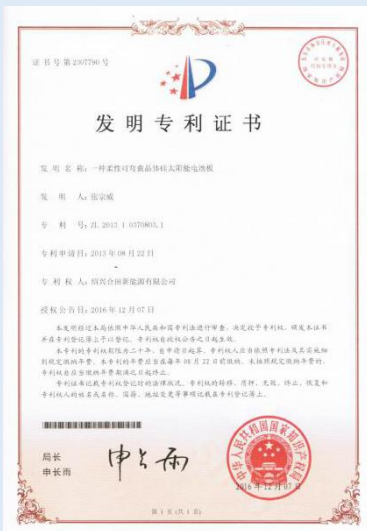 证书号第2307790号
发明专利证书
发明名称：一种柔性可弯曲晶体硅太阳能电池板
发明人：张宗威
专利号：ZL 2013 1 0370803.1
专利申请日：2013年08月22日
专利权人：绍兴合田新能源有限公司
授权公告日：2016年12月07日
本发明经过本局依照中华人民共和国专利法进行审查，决定授予专利权，颁发本证书
并在专利登记簿上予以登记。专利权自授权公告之日起生效。
本专利的专利权期限为二十年，自申请日起算。专利权人应当依照专利法及其实施细
则规定缴纳年费。本专利的年费应当在每年08月22日前缴纳。未按照规定缴纳年费的，
专利权自应当缴纳年费期满之日起终止。
专利证书记载专利权登记时的法律状况。专利权的转移、质押、无效、终止、恢复和
专利权人的姓名或名称、国籍、地址变更等事项记载在专利登记簿上。
局长
申长雨
申长雨
中华人民共和国国家知识产权局
2016年12月07日
第1页(共1页)